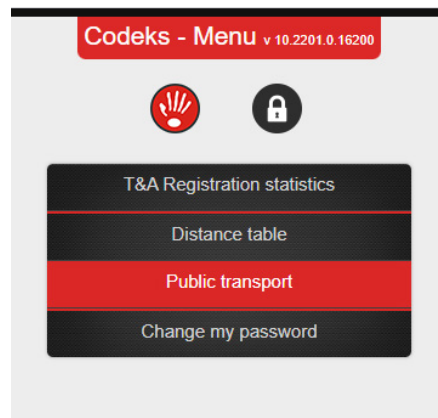 Codeks - Menu v 10.2201.0.16200
T&A Registration statistics
Distance table
Public transport
Change my password